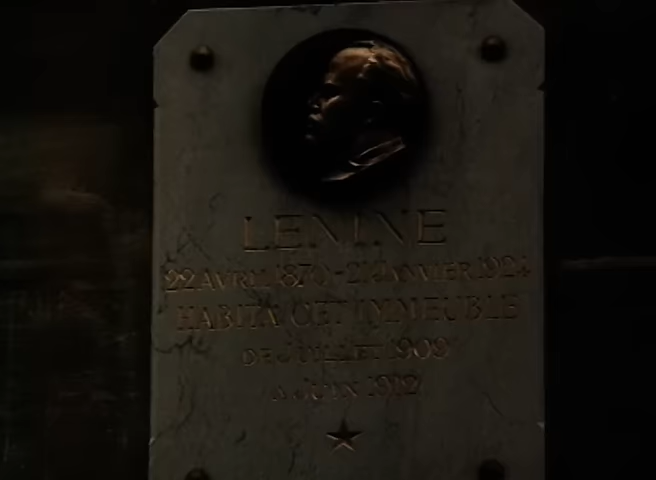 LENINE
22 AVRIL 1870 - 21 JANVIER 1924
HABITA CET IMMEUBLE
DE JUILLET 1909
A JUIN 1912